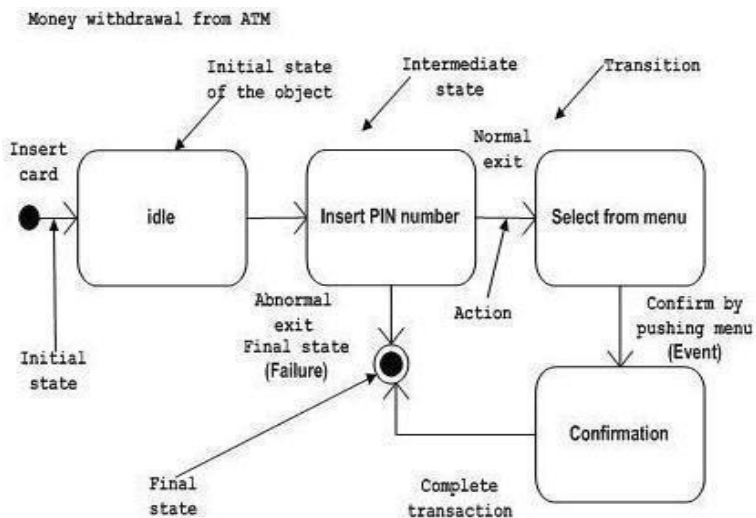 Money withdrawal from ATM
Initial state
of the object
Intermediate
state
Transition
Insert
card
Normal
exit
idle
Insert PIN number
Select from menu
Initial
state
Abnormal
exit
Final state
(Failure)
Action
Confirm by
pushing menu
(Event)
Confirmation
Final
state
Complete
transaction